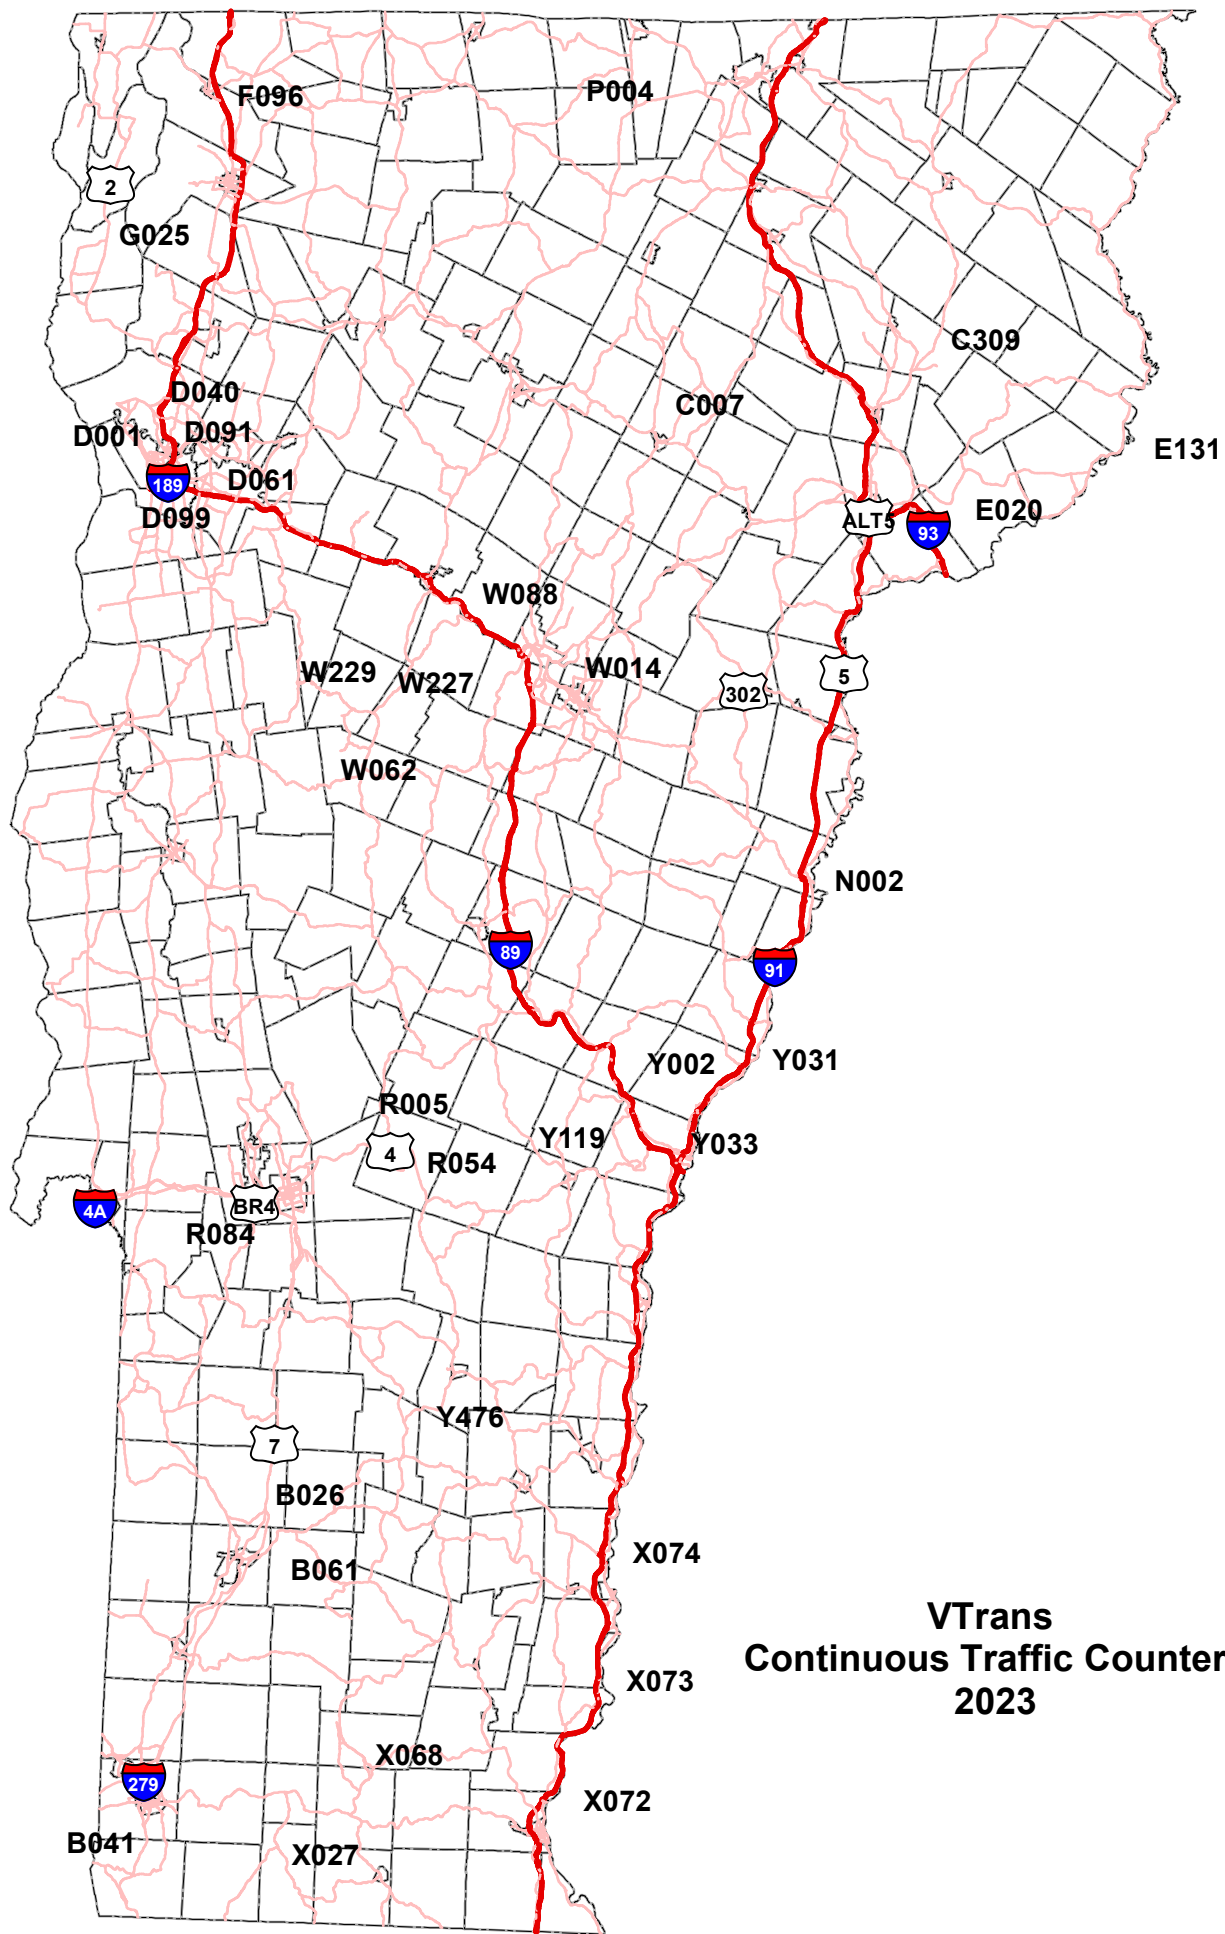 P004
F096
2
G025
C309
D040
C007
D001
D091
E131
D061
189
E020
D099
ALT5
93
W088
W014
W229
W227
5
302
W062
N002
89
91
Y031
Y002
R005
Y119
Y033
4
R054
BR4
4A
R084
Y476
7
B026
X074
B061
VTrans
Continuous Traffic Counter
2023
X073
X068
279
X072
B041
X027